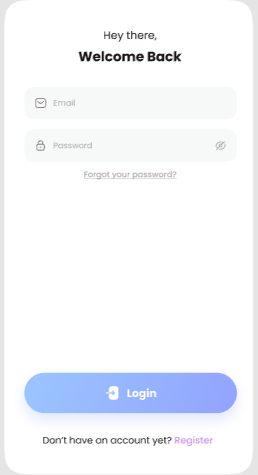 Hey there,
Welcome Back
Email
Password
Forgot your password?
Login
Don't have an account yet? Register